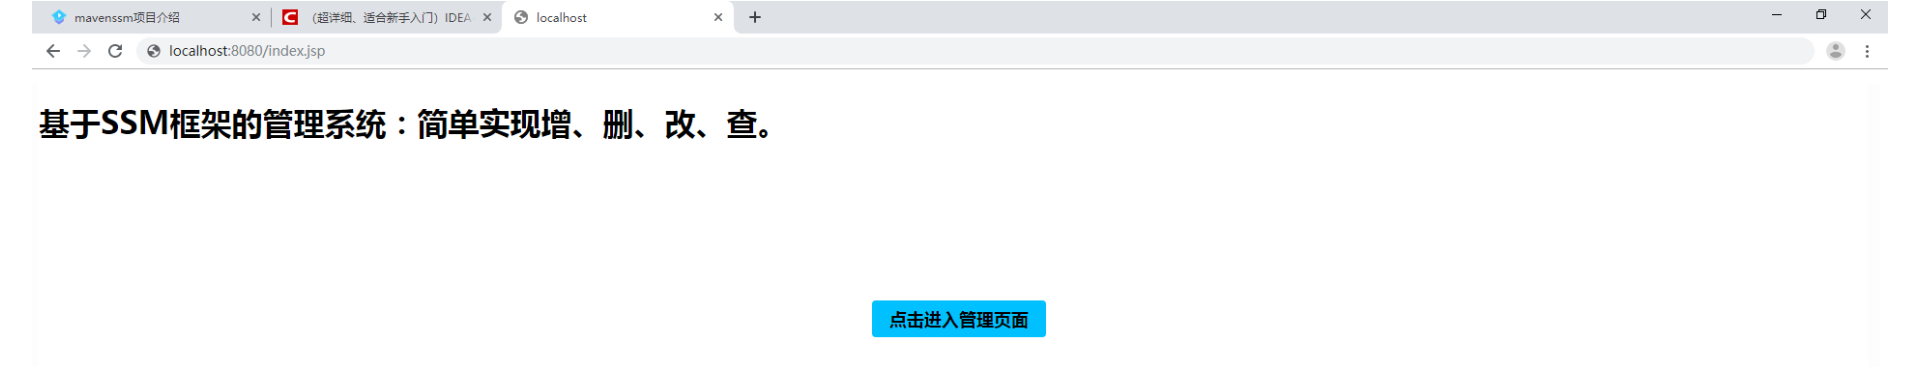 mavenssm项目介绍
（超详细、适合新手入门）IDEA
localhost
localhost:8080/index.jsp
基于SSM框架的管理系统：简单实现增、删、改、查。
点击进入管理页面